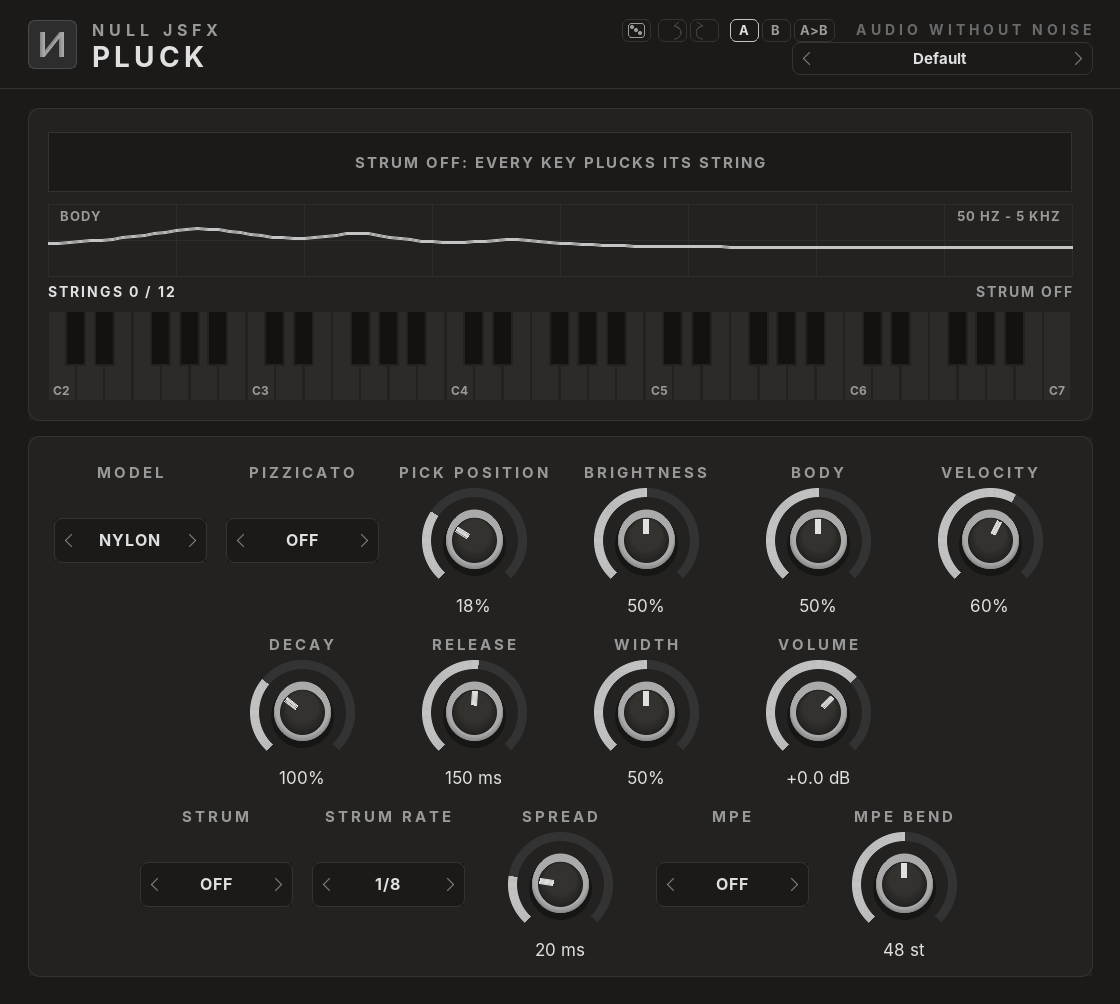 NULL JSFX
PLUCK
A B A>B
AUDIO WITHOUT NOISE
Default
STRUM OFF: EVERY KEY PLUCKS ITS STRING
BODY 50 HZ - 5 KHZ
STRINGS 0 / 12 STRUM OFF
C2 C3 C4 C5 C6 C7
MODEL PIZZICATO PICK POSITION BRIGHTNESS BODY VELOCITY
NYLON OFF
18% 50% 50% 60%
DECAY RELEASE WIDTH VOLUME
100% 150 ms 50% +0.0 dB
STRUM STRUM RATE SPREAD MPE MPE BEND
OFF 1/8 OFF
20 ms 48 st